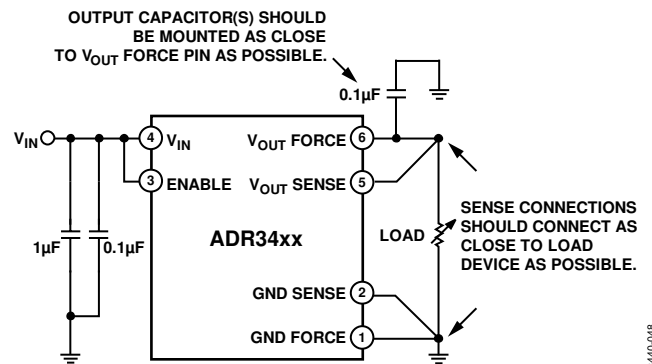 OUTPUT CAPACITOR(S) SHOULD
BE MOUNTED AS CLOSE
TO VOUT FORCE PIN AS POSSIBLE.
0.1µF
VIN
4
VIN
VOUT FORCE
6
3
ENABLE
VOUT SENSE
5
1µF
0.1µF
ADR34xx
LOAD
SENSE CONNECTIONS
SHOULD CONNECT AS
CLOSE TO LOAD
DEVICE AS POSSIBLE.
GND SENSE
2
GND FORCE
1